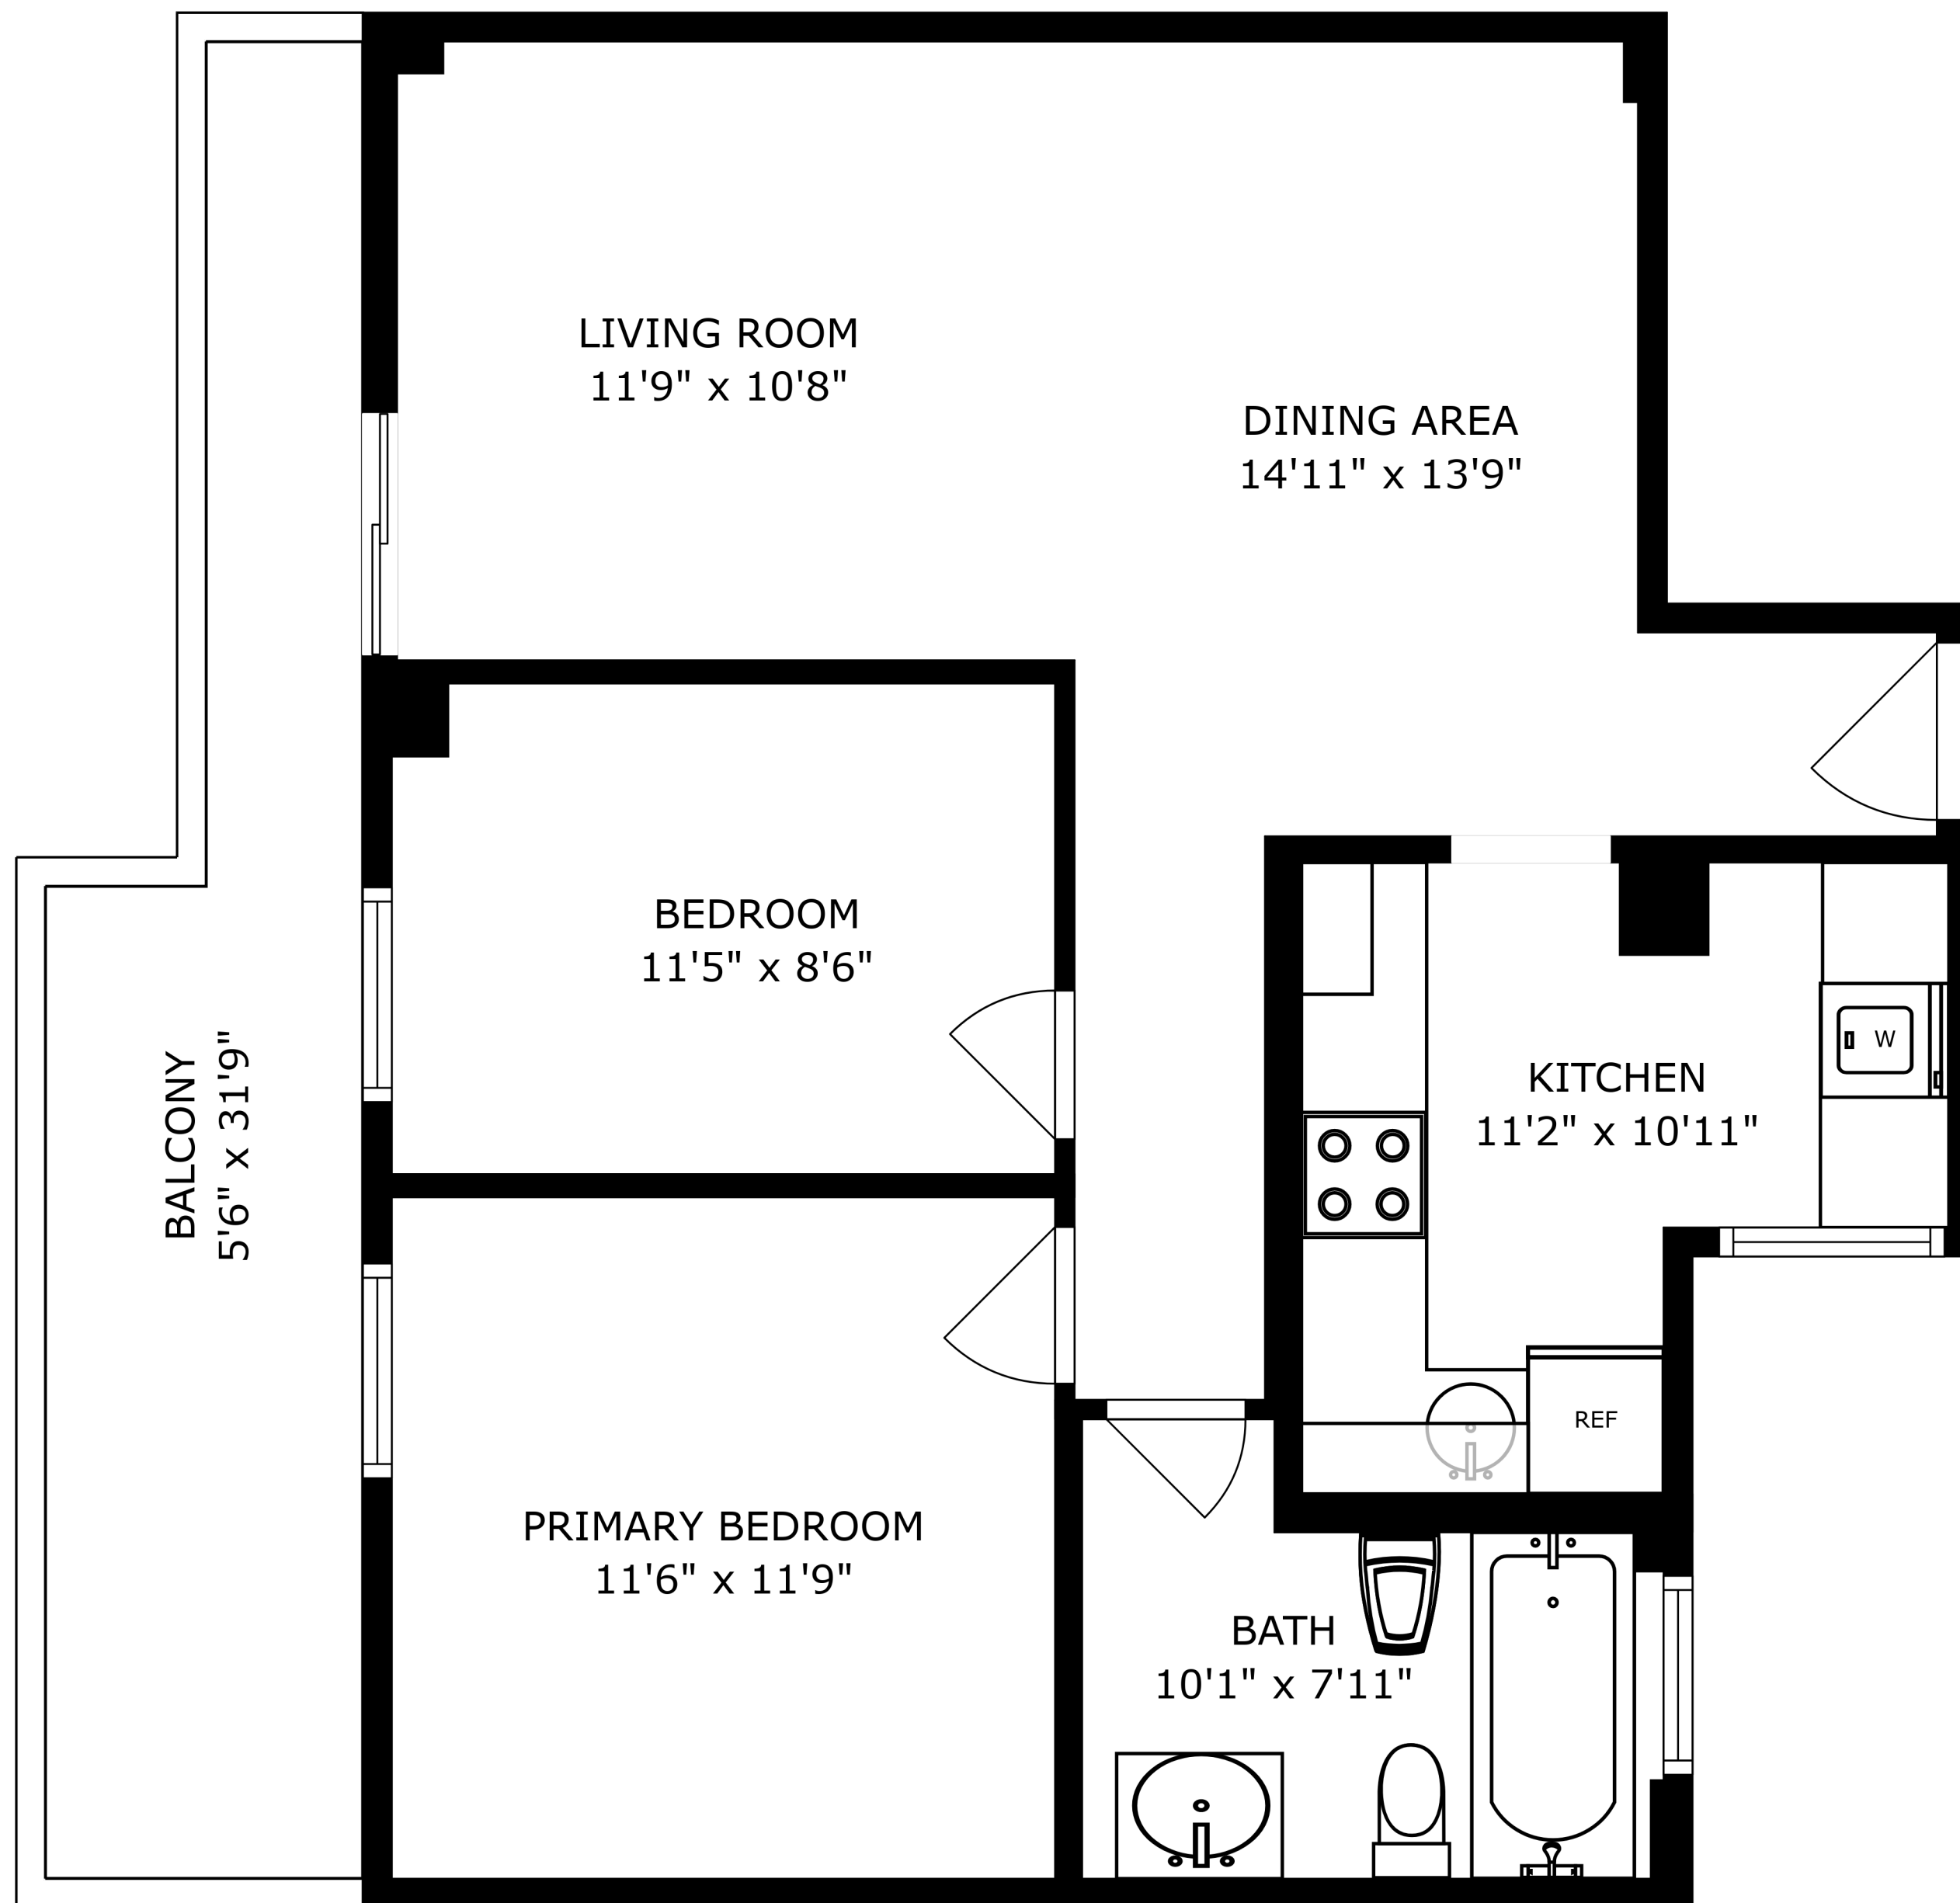 LIVING ROOM
11'9" x 10'8"
DINING AREA
14'11" x 13'9"
BEDROOM
11'5" x 8'6"
BALCONY
5'6" x 31'9"
W
KITCHEN
11'2" x 10'11"
REF
PRIMARY BEDROOM
11'6" x 11'9"
BATH
10'1" x 7'11"